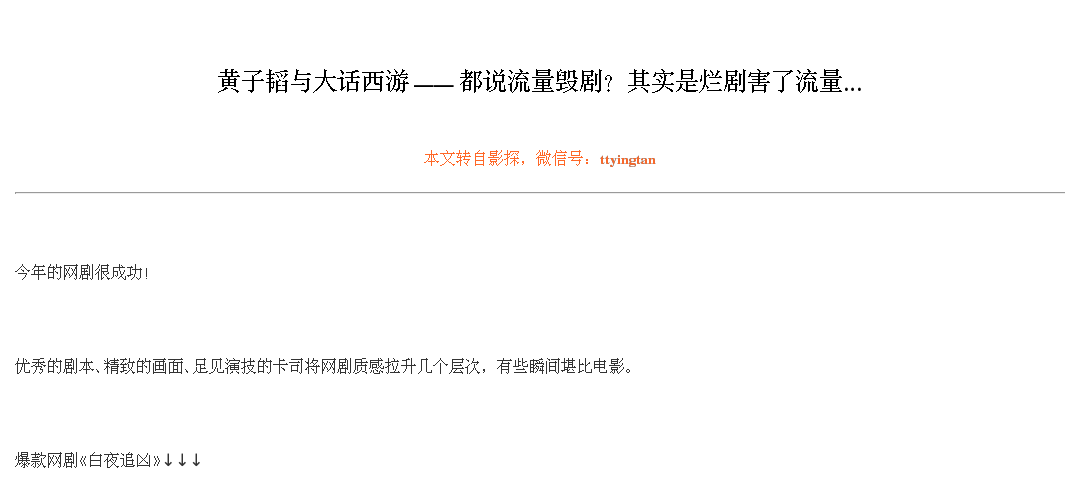 黄子韬与大话西游 —— 都说流量毁剧？其实是烂剧害了流量...
本文转自影探，微信号：ttyingtan
今年的网剧很成功！
优秀的剧本、精致的画面、足见演技的卡司将网剧质感拉升几个层次，有些瞬间堪比电影。
爆款网剧《白夜追凶》↓↓↓